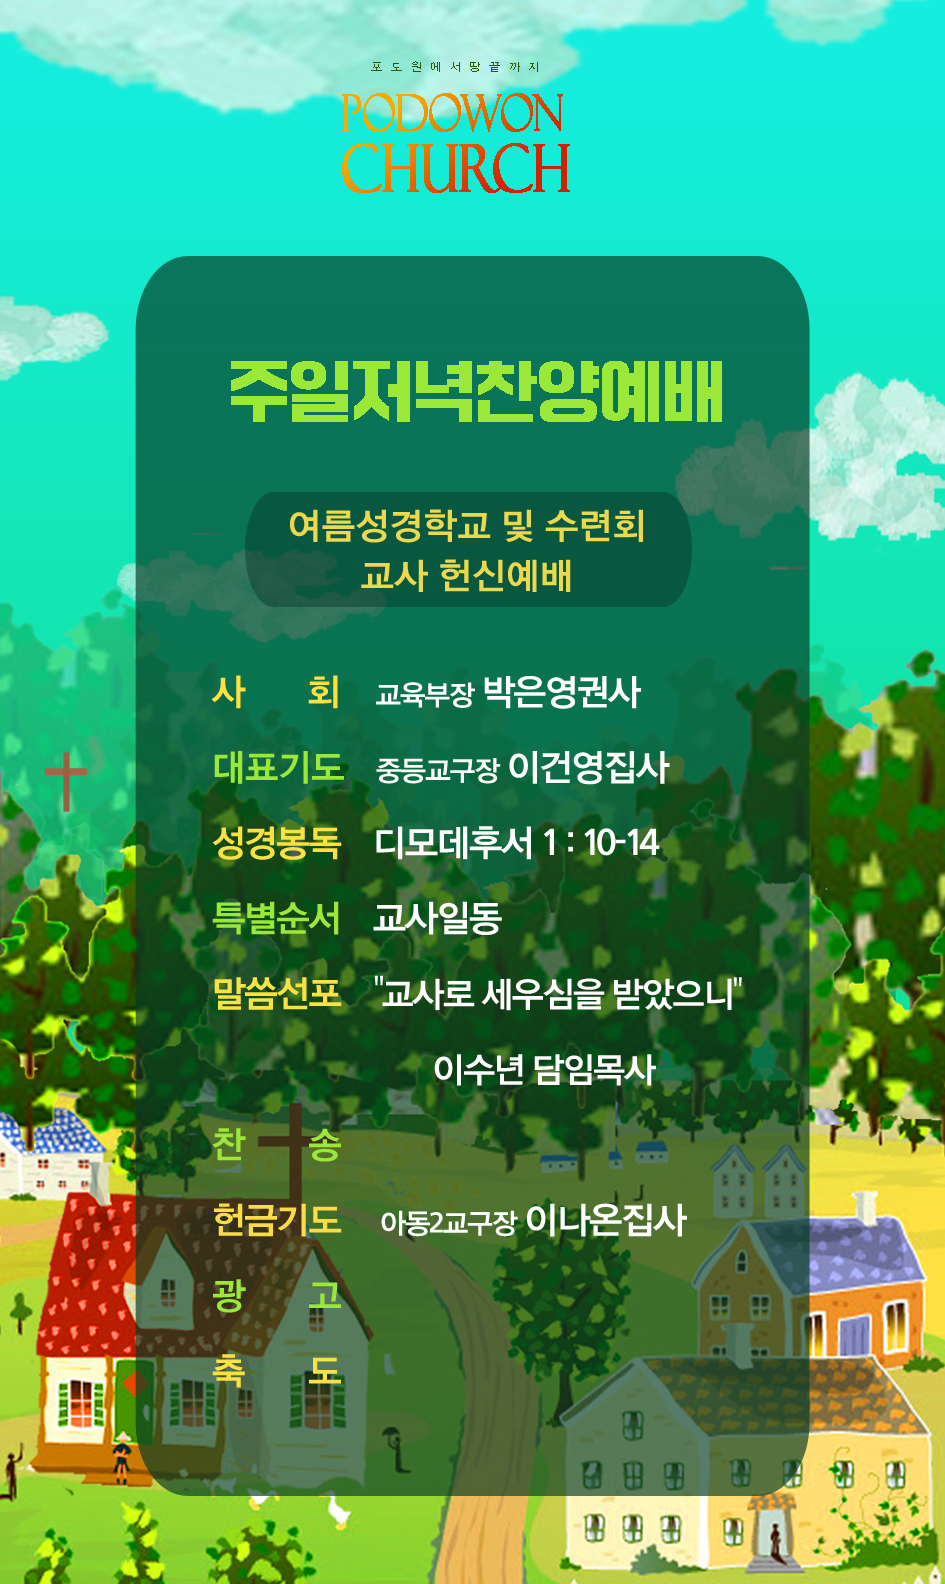 포도원에서땅끝까지
PODOWON
CHURCH
주일저녁찬양예배
여름성경학교 및 수련회
교사 헌신예배
사 회 교육부장 박은영권사
대표기도 중등교구장 이건영집사
성경봉독 디모데후서 1 : 10-14
특별순서 교사일동
말씀선포 "교사로 세우심을 받았으니"
이수년 담임목사
찬 송
헌금기도 아동2교구장 이나온집사
광 고
축 도